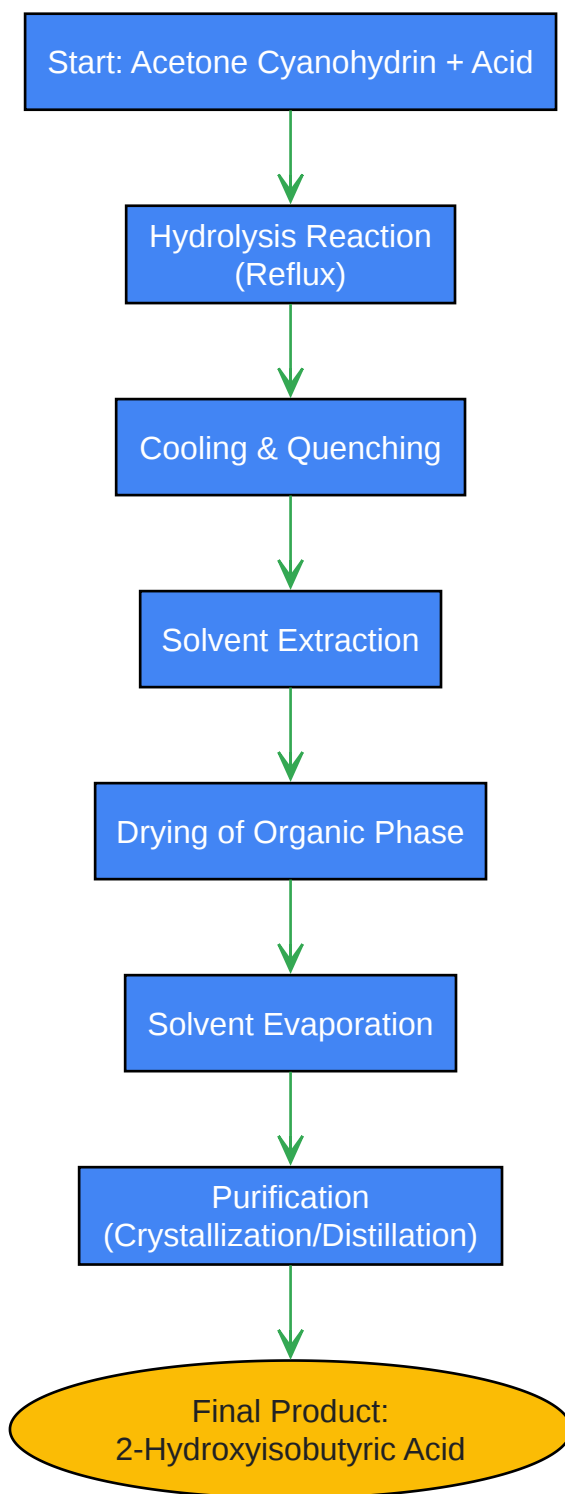 Start: Acetone Cyanohydrin + Acid
Hydrolysis Reaction
(Reflux)
Cooling & Quenching
Solvent Extraction
Drying of Organic Phase
Solvent Evaporation
Purification
(Crystallization/Distillation)
Final Product:
2-Hydroxyisobutyric Acid